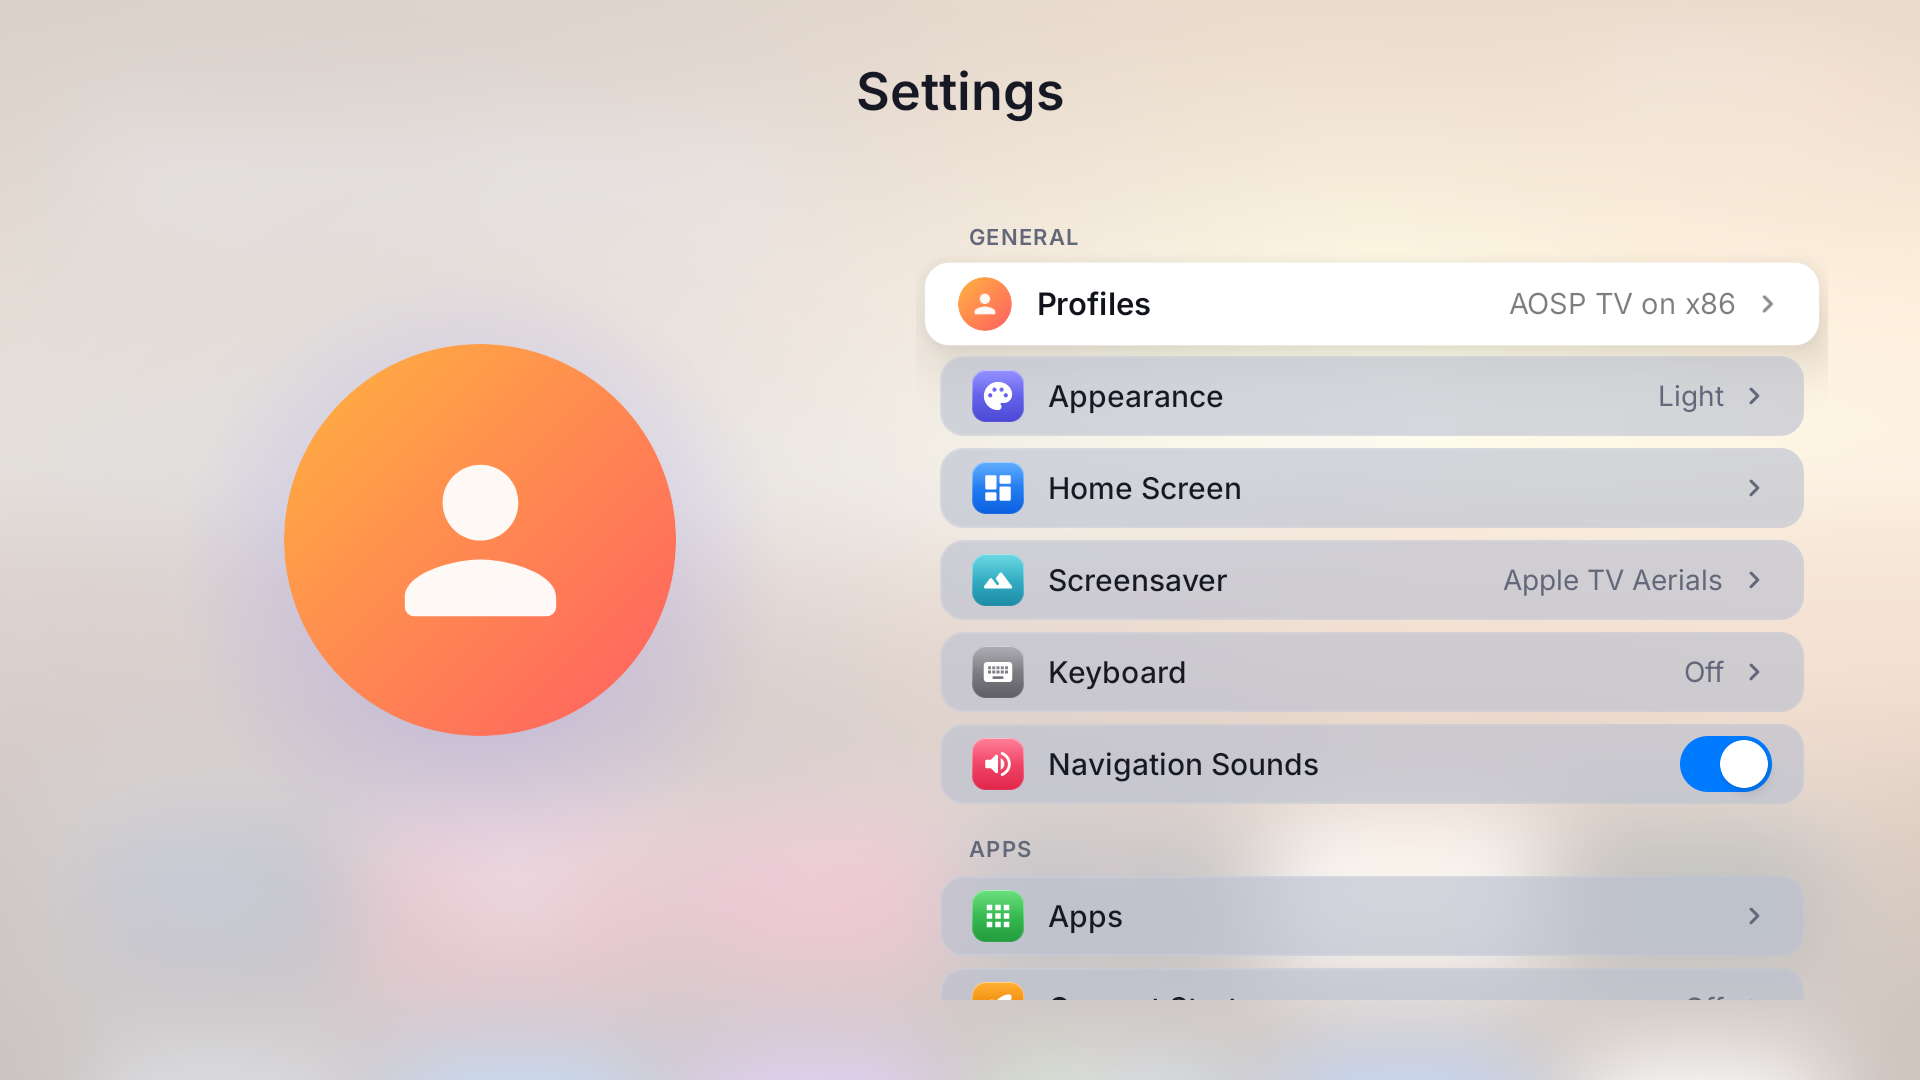 Settings
GENERAL
Profiles AOSP TV on x86
Appearance Light
Home Screen
Screensaver Apple TV Aerials
Keyboard Off
Navigation Sounds
APPS
Apps